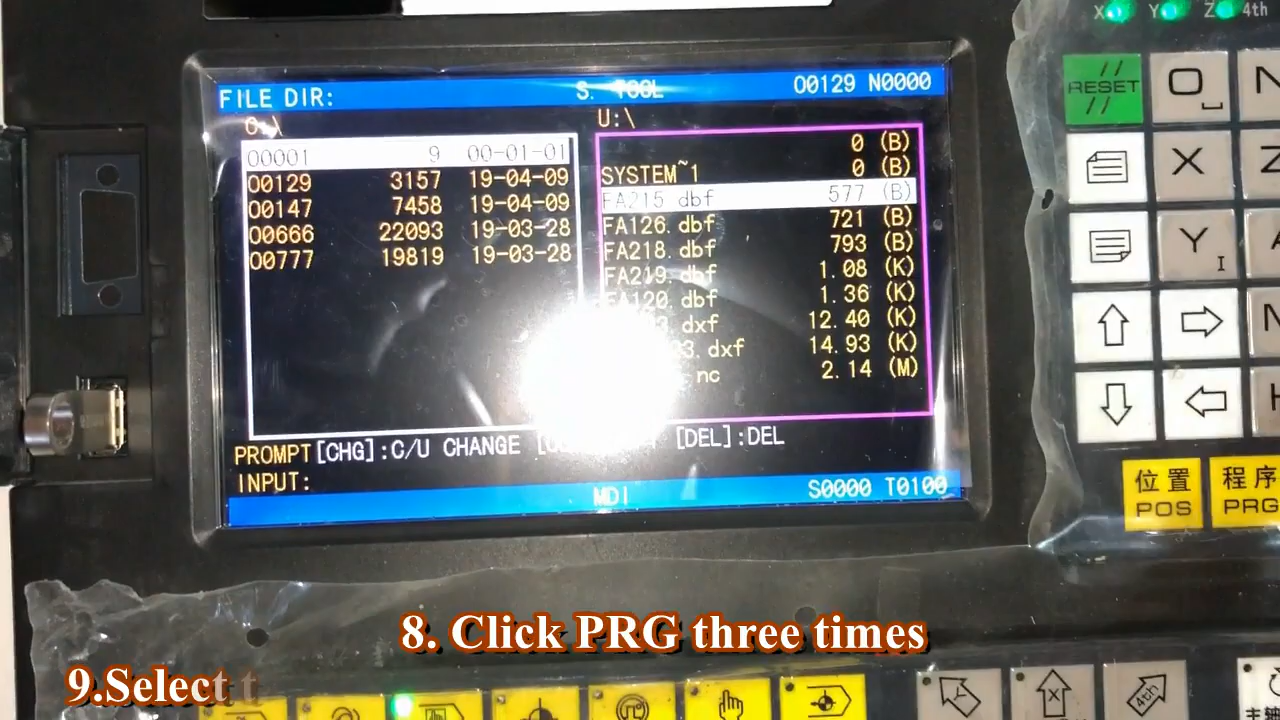 X Y Z 4th
FILE DIR: S. TOOL O0129 N0000
U:\
O0001 9 00-01-01
O0129 3157 19-04-09
O0147 7458 19-04-09
O0666 22093 19-03-28
O0777 19819 19-03-28
0 (B)
SYSTEM~1 0 (B)
FA215.dbf 577 (B)
FA126.dbf 721 (B)
FA218.dbf 793 (B)
FA219.dbf 1.08 (K)
FA120.dbf 1.36 (K)
.dxf 12.40 (K)
3.dxf 14.93 (K)
nc 2.14 (M)
PROMPT[CHG]:C/U CHANGE [DEL]:DEL
INPUT:
MDI S0000 T0100
RESET O N
X Z
Y I
位置 程序
POS PRG
8. Click PRG three times
9.Select t
X 4th
主轴